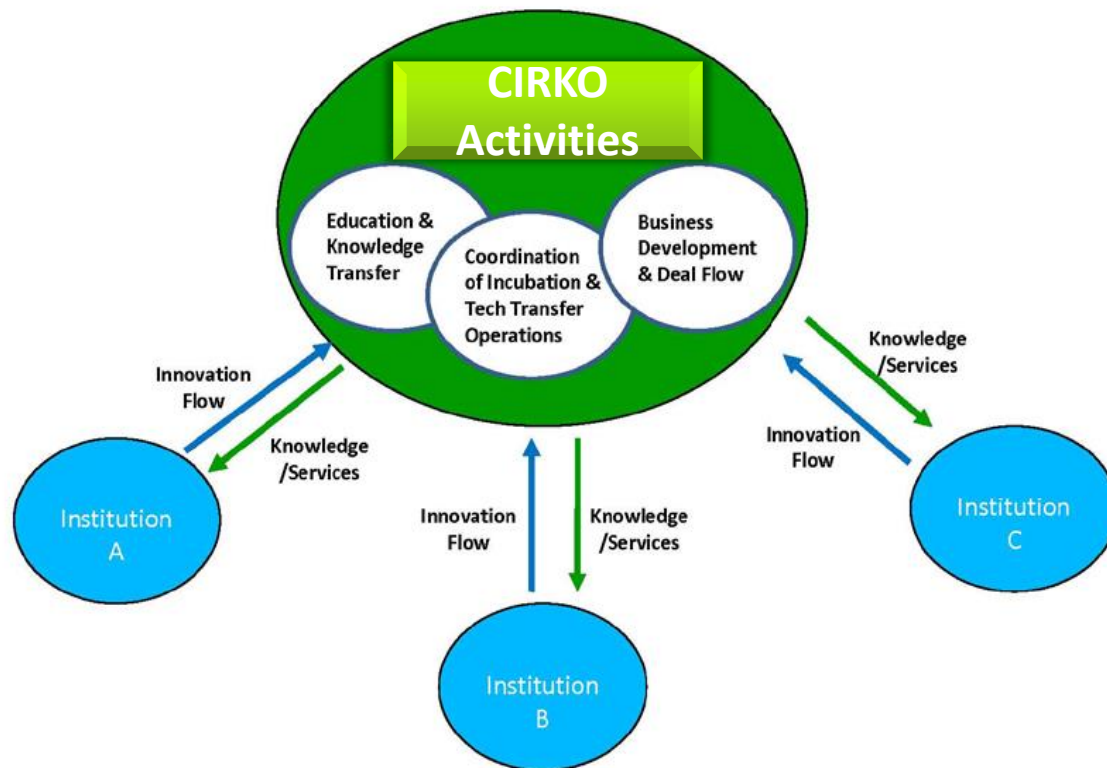 CIRKO
Activities
Education &
Knowledge
Transfer
Coordination
of Incubation &
Tech Transfer
Operations
Business
Development
& Deal Flow
Innovation
Flow
Knowledge
/Services
Innovation
Flow
Knowledge
/Services
Knowledge
/Services
Innovation
Flow
Institution
A
Institution
B
Institution
C